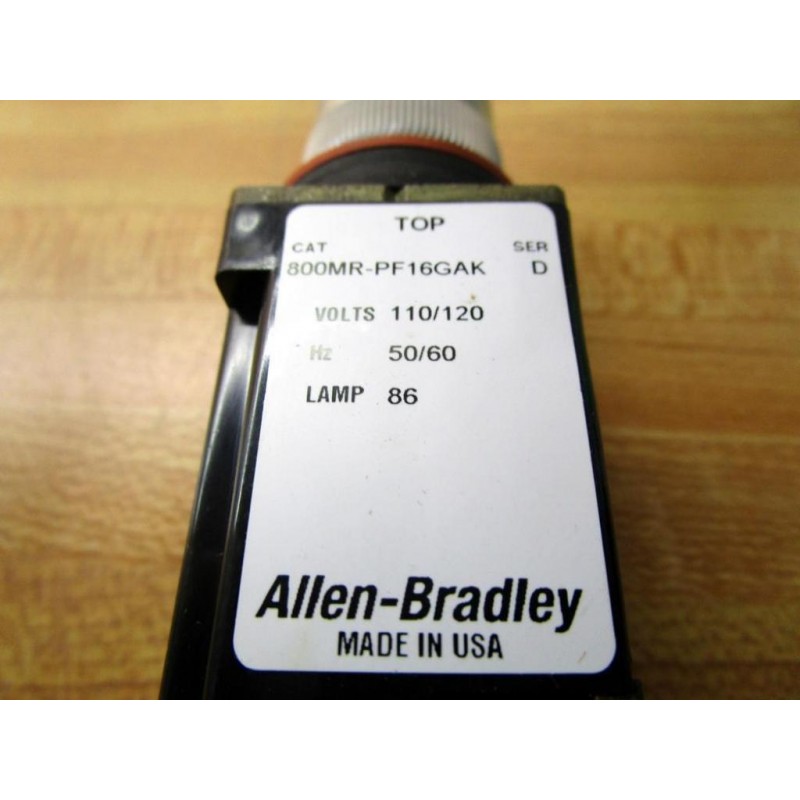 TOP
CAT SER
800MR-PF16GAK D
VOLTS 110/120
Hz 50/60
LAMP 86
Allen-Bradley
MADE IN USA